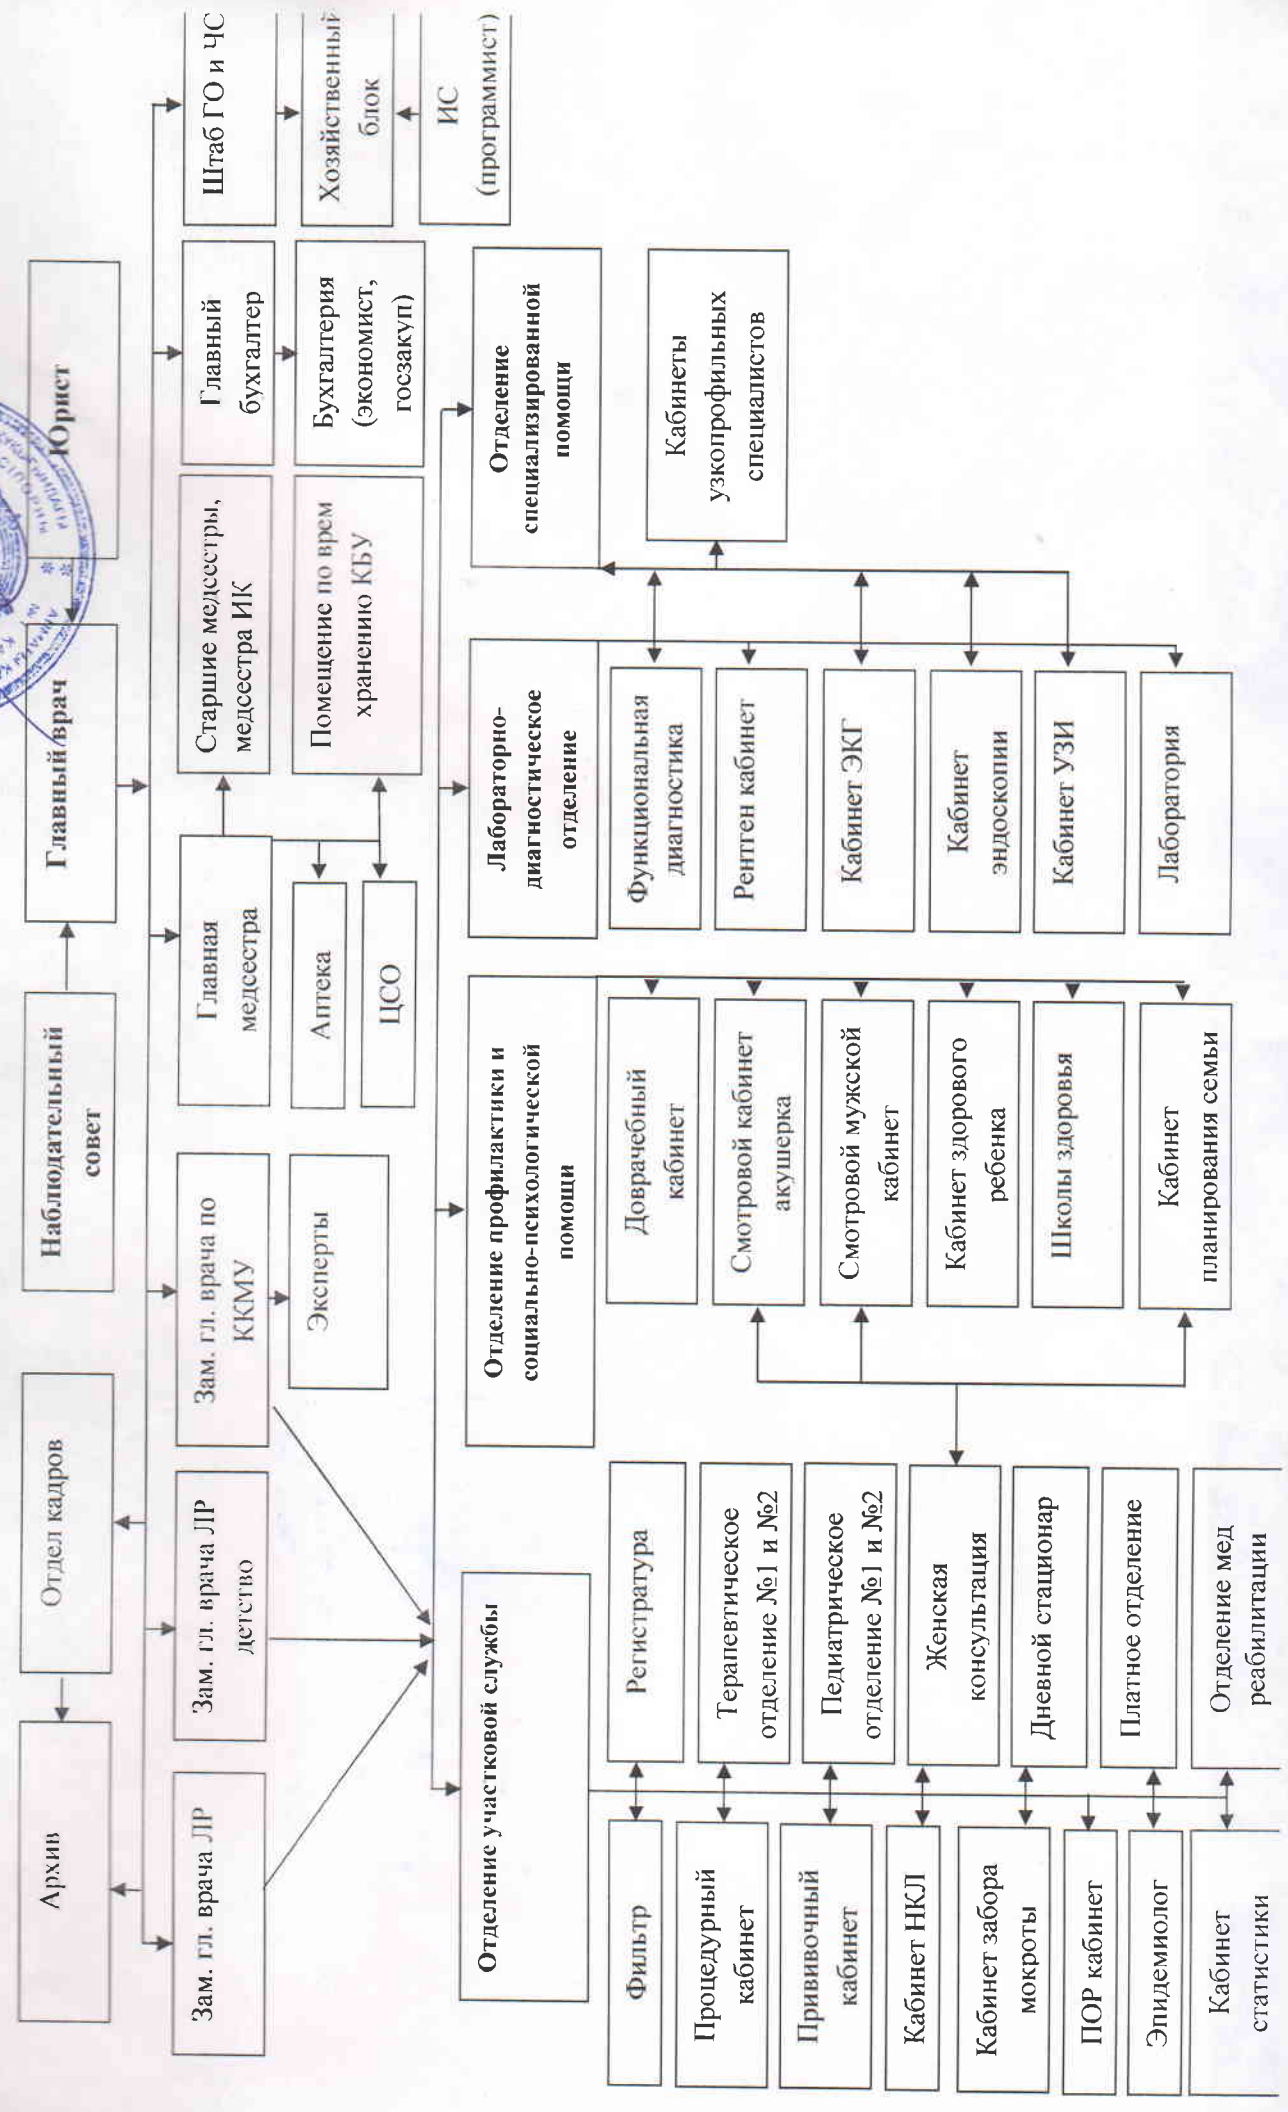 Архив
Отдел кадров
Наблюдательный
совет
Главный врач
Юрист
Зам. гл. врача ЛР
Зам. гл. врача ЛР
детство
Зам. гл. врача по
ККМУ
Эксперты
Главная
медсестра
Аптека
ЦСО
Старшие медсестры,
медсестра ИК
Помещение по врем
хранению КБУ
Главный
бухгалтер
Бухгалтерия
(экономист,
госзакуп)
Штаб ГО и ЧС
Хозяйственный
блок
ИС
(программист)
Отделение участковой службы
Отделение профилактики и
социально-психологической
помощи
Лабораторно-
диагностическое
отделение
Отделение
специализированной
помощи
Фильтр
Процедурный
кабинет
Прививочный
кабинет
Кабинет НКЛ
Кабинет забора
мокроты
ПОР кабинет
Эпидемиолог
Кабинет
статистики
Регистратура
Терапевтическое
отделение №1 и №2
Педиатрическое
отделение №1 и №2
Женская
консультация
Дневной стационар
Платное отделение
Отделение мед
реабилитации
Доврачебный
кабинет
Смотровой кабинет
акушерка
Смотровой мужской
кабинет
Кабинет здорового
ребенка
Школы здоровья
Кабинет
планирования семьи
Функциональная
диагностика
Рентген кабинет
Кабинет ЭКГ
Кабинет
эндоскопии
Кабинет УЗИ
Лаборатория
Кабинеты
узкопрофильных
специалистов